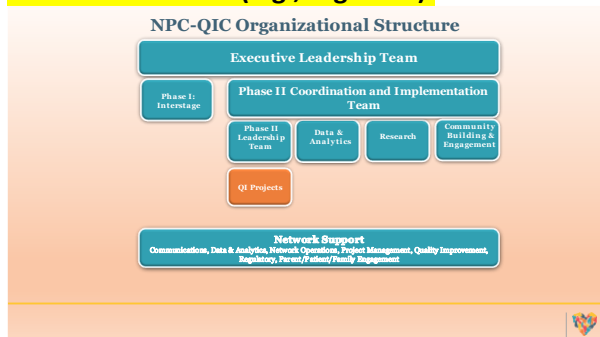 NPC-QIC Organizational Structure
Executive Leadership Team
Phase I:
Interstage
Phase II Coordination and Implementation
Team
Phase II
Leadership
Team
Data &
Analytics
Research
Community
Building &
Engagement
QI Projects
Network Support
Communications, Data & Analytics, Network Operations, Project Management, Quality Improvement,
Regulatory, Parent/Patient/Family Engagement